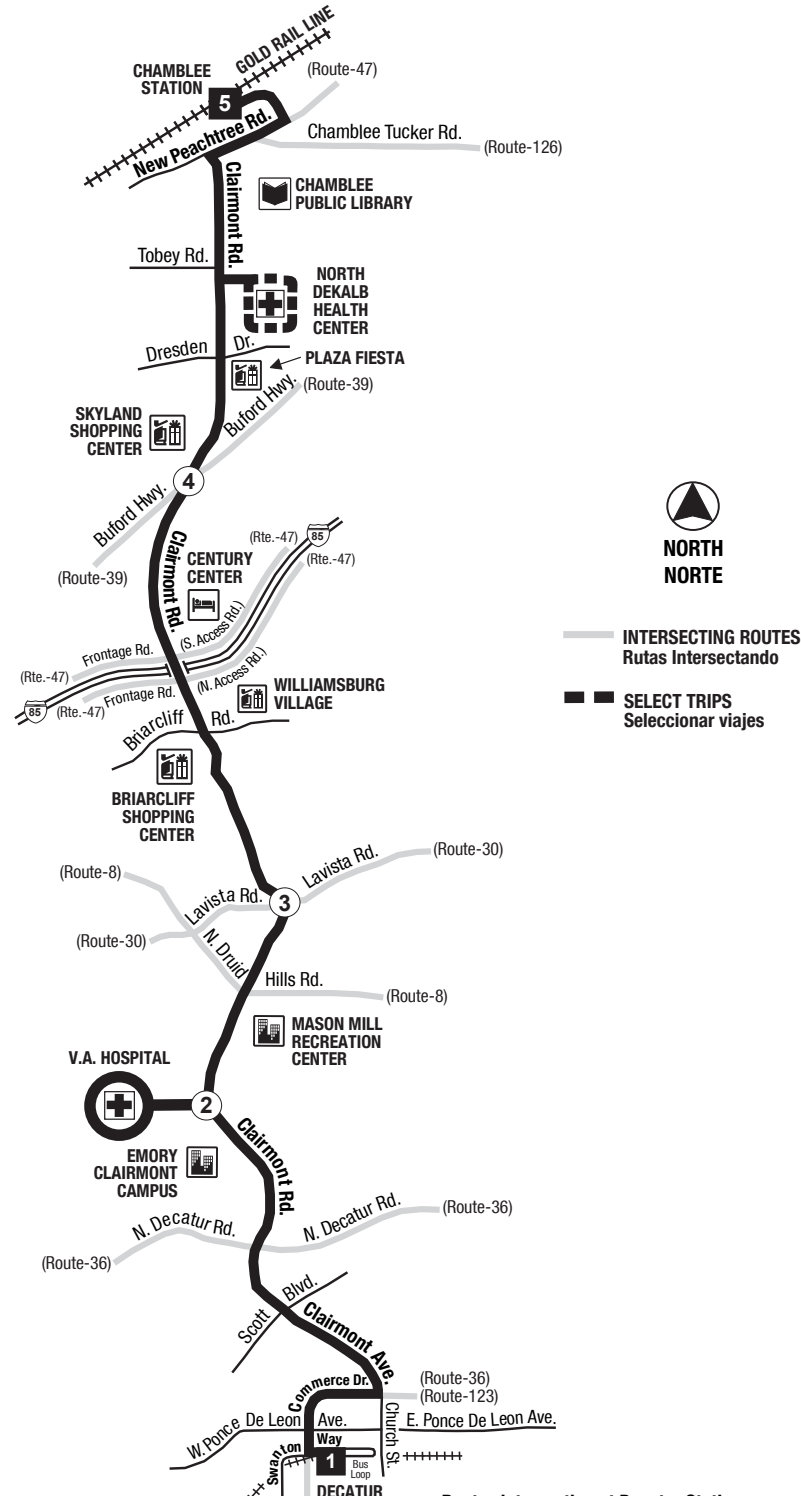 GOLD RAIL LINE
CHAMBLEE
STATION
(Route-47)
5
New Peachtree Rd.
Chamblee Tucker Rd.
(Route-126)
Clairmont Rd.
CHAMBLEE
PUBLIC LIBRARY
Tobey Rd.
NORTH
DEKALB
HEALTH
CENTER
Dresden Dr.
PLAZA FIESTA
(Route-39)
Buford Hwy.
SKYLAND
SHOPPING
CENTER
4
Buford Hwy.
(Route-39)
NORTH
NORTE
Clairmont Rd.
CENTURY
CENTER
(Rte.-47)
85
(Rte.-47)
INTERSECTING ROUTES
Rutas Intersectando
Frontage Rd.
(S. Access Rd.)
(Rte.-47)
(N. Access Rd.)
Frontage Rd.
(Rte.-47)
85
SELECT TRIPS
Seleccionar viajes
WILLIAMSBURG
VILLAGE
Briarcliff Rd.
BRIARCLIFF
SHOPPING
CENTER
(Route-8)
Lavista Rd.
(Route-30)
Lavista Rd.
3
(Route-30)
N. Druid Hills Rd.
(Route-8)
MASON MILL
RECREATION
CENTER
V.A. HOSPITAL
2
EMORY
CLAIRMONT
CAMPUS
Clairmont Rd.
N. Decatur Rd.
N. Decatur Rd.
(Route-36)
(Route-36)
Scott Blvd.
Clairmont Ave.
Commerce Dr.
(Route-36)
(Route-123)
W. Ponce De Leon Ave.
E. Ponce De Leon Ave.
Church St.
Swanton Way
1
Bus
Loop
DECATUR